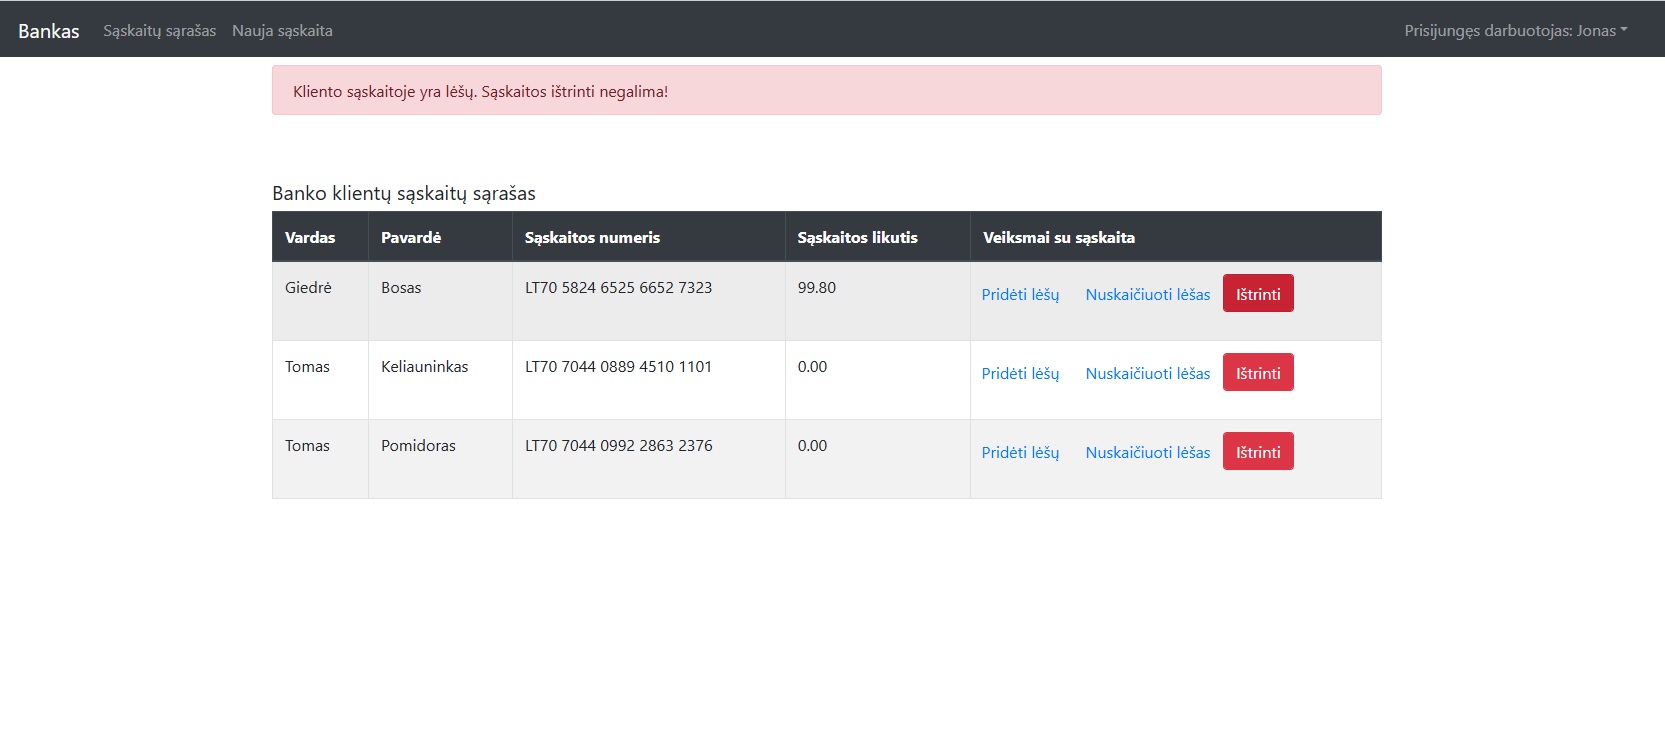 Bankas Sąskaitų sąrašas Nauja sąskaita Prisijungęs darbuotojas: Jonas
Kliento sąskaitoje yra lėšų. Sąskaitos ištrinti negalima!
Banko klientų sąskaitų sąrašas
Vardas Pavardė Sąskaitos numeris Sąskaitos likutis Veiksmai su sąskaita
Giedrė Bosas LT70 5824 6525 6652 7323 99.80 Pridėti lėšų Nuskaičiuoti lėšas Ištrinti
Tomas Keliauninkas LT70 7044 0889 4510 1101 0.00 Pridėti lėšų Nuskaičiuoti lėšas Ištrinti
Tomas Pomidoras LT70 7044 0992 2863 2376 0.00 Pridėti lėšų Nuskaičiuoti lėšas Ištrinti